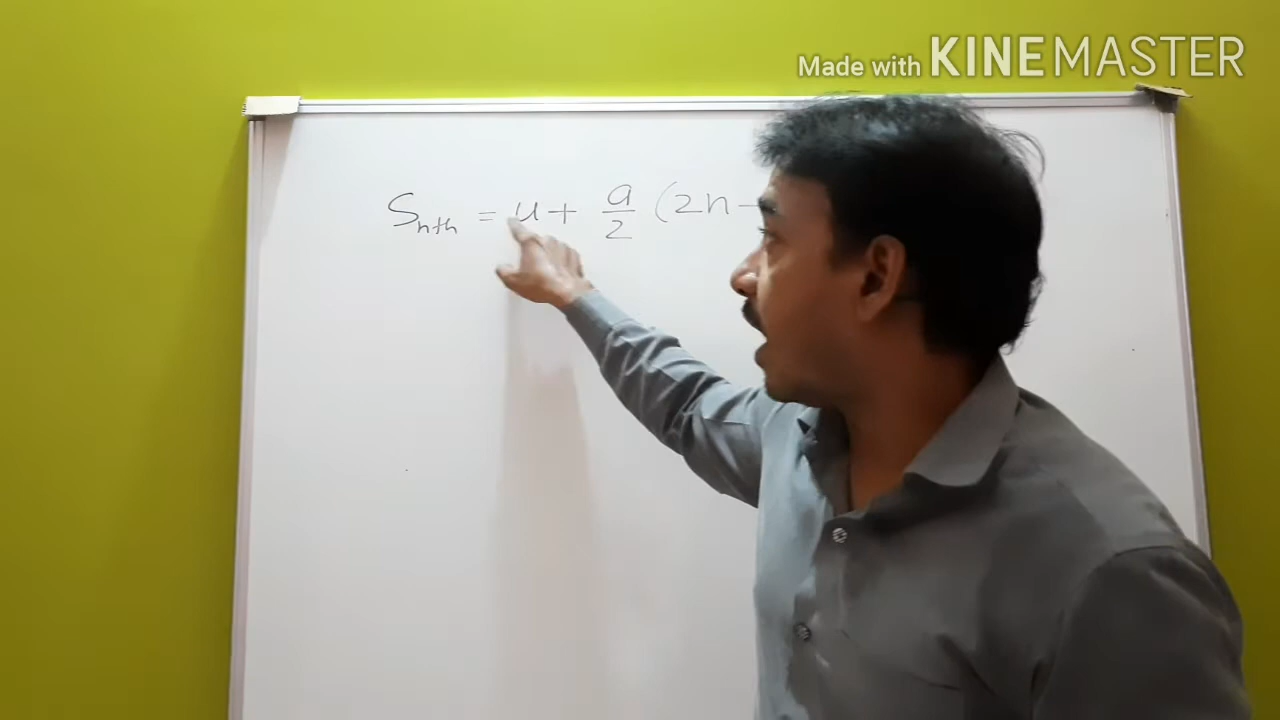 Made with KINEMASTER
S_nth = u + a/2 (2n -